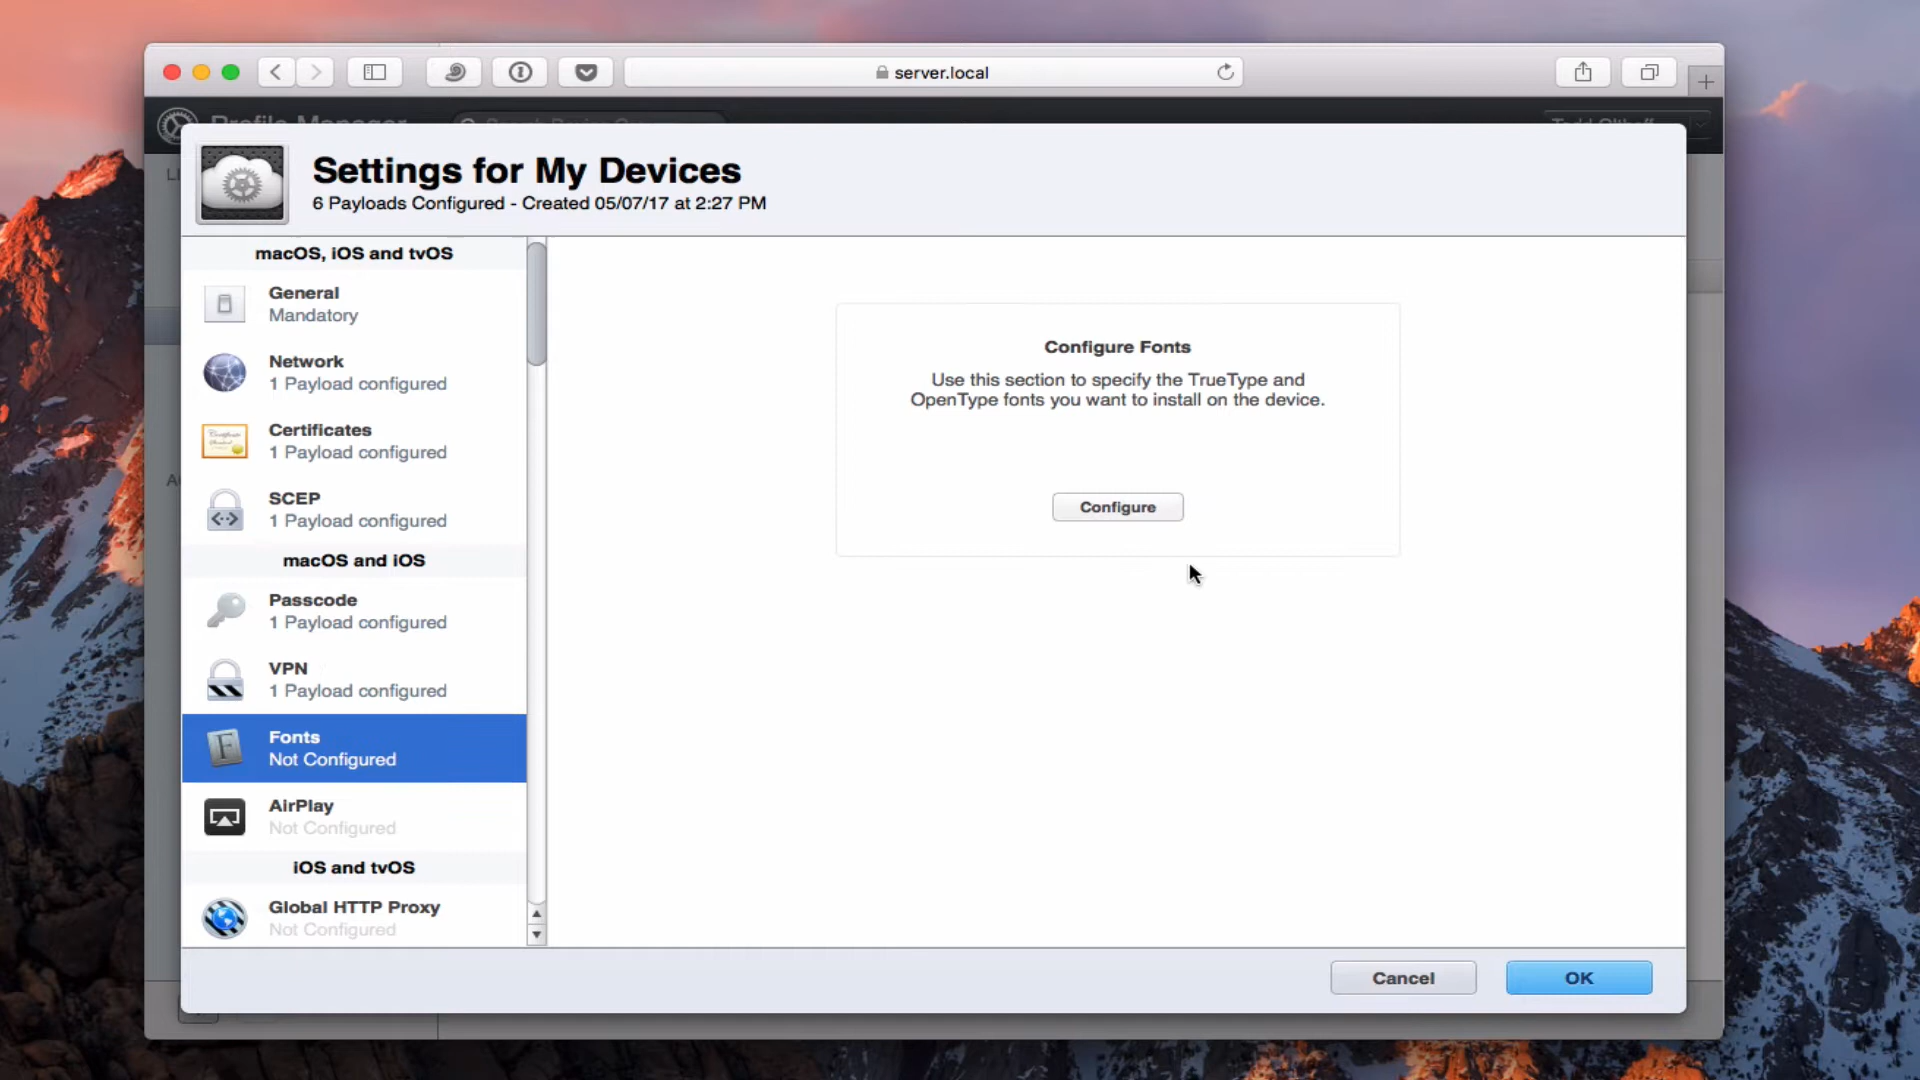 server.local
Profile Manager
Settings for My Devices
6 Payloads Configured - Created 05/07/17 at 2:27 PM
macOS, iOS and tvOS
General
Mandatory
Network
1 Payload configured
Certificates
1 Payload configured
SCEP
1 Payload configured
macOS and iOS
Passcode
1 Payload configured
VPN
1 Payload configured
Fonts
Not Configured
AirPlay
Not Configured
iOS and tvOS
Global HTTP Proxy
Not Configured
Configure Fonts
Use this section to specify the TrueType and
OpenType fonts you want to install on the device.
Configure
Cancel
OK